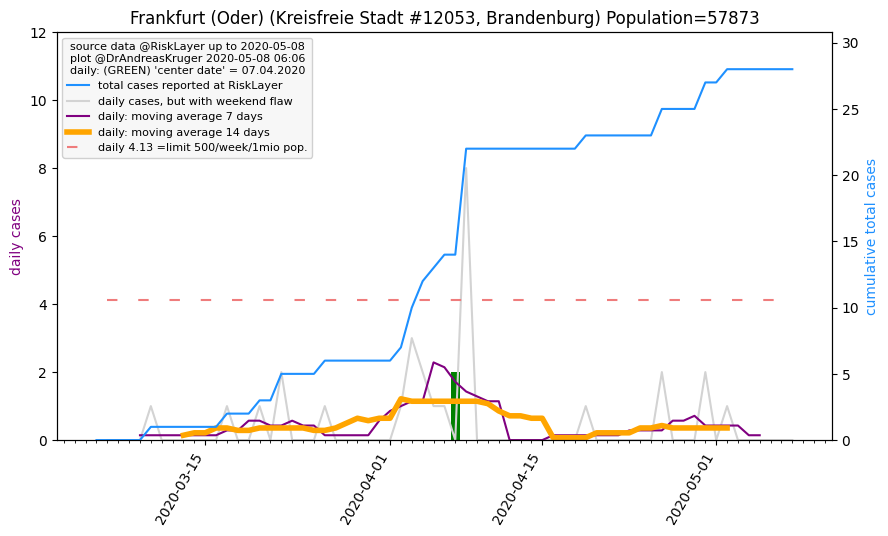 Frankfurt (Oder) (Kreisfreie Stadt #12053, Brandenburg) Population=57873
source data @RiskLayer up to 2020-05-08
plot @DrAndreasKruger 2020-05-08 06:06
daily: (GREEN) 'center date' = 07.04.2020
total cases reported at RiskLayer
daily cases, but with weekend flaw
daily: moving average 7 days
daily: moving average 14 days
daily 4.13 =limit 500/week/1mio pop.
daily cases
12
10
8
6
4
2
0
30
25
20
15
10
5
0
cumulative total cases
2020-03-15
2020-04-01
2020-04-15
2020-05-01